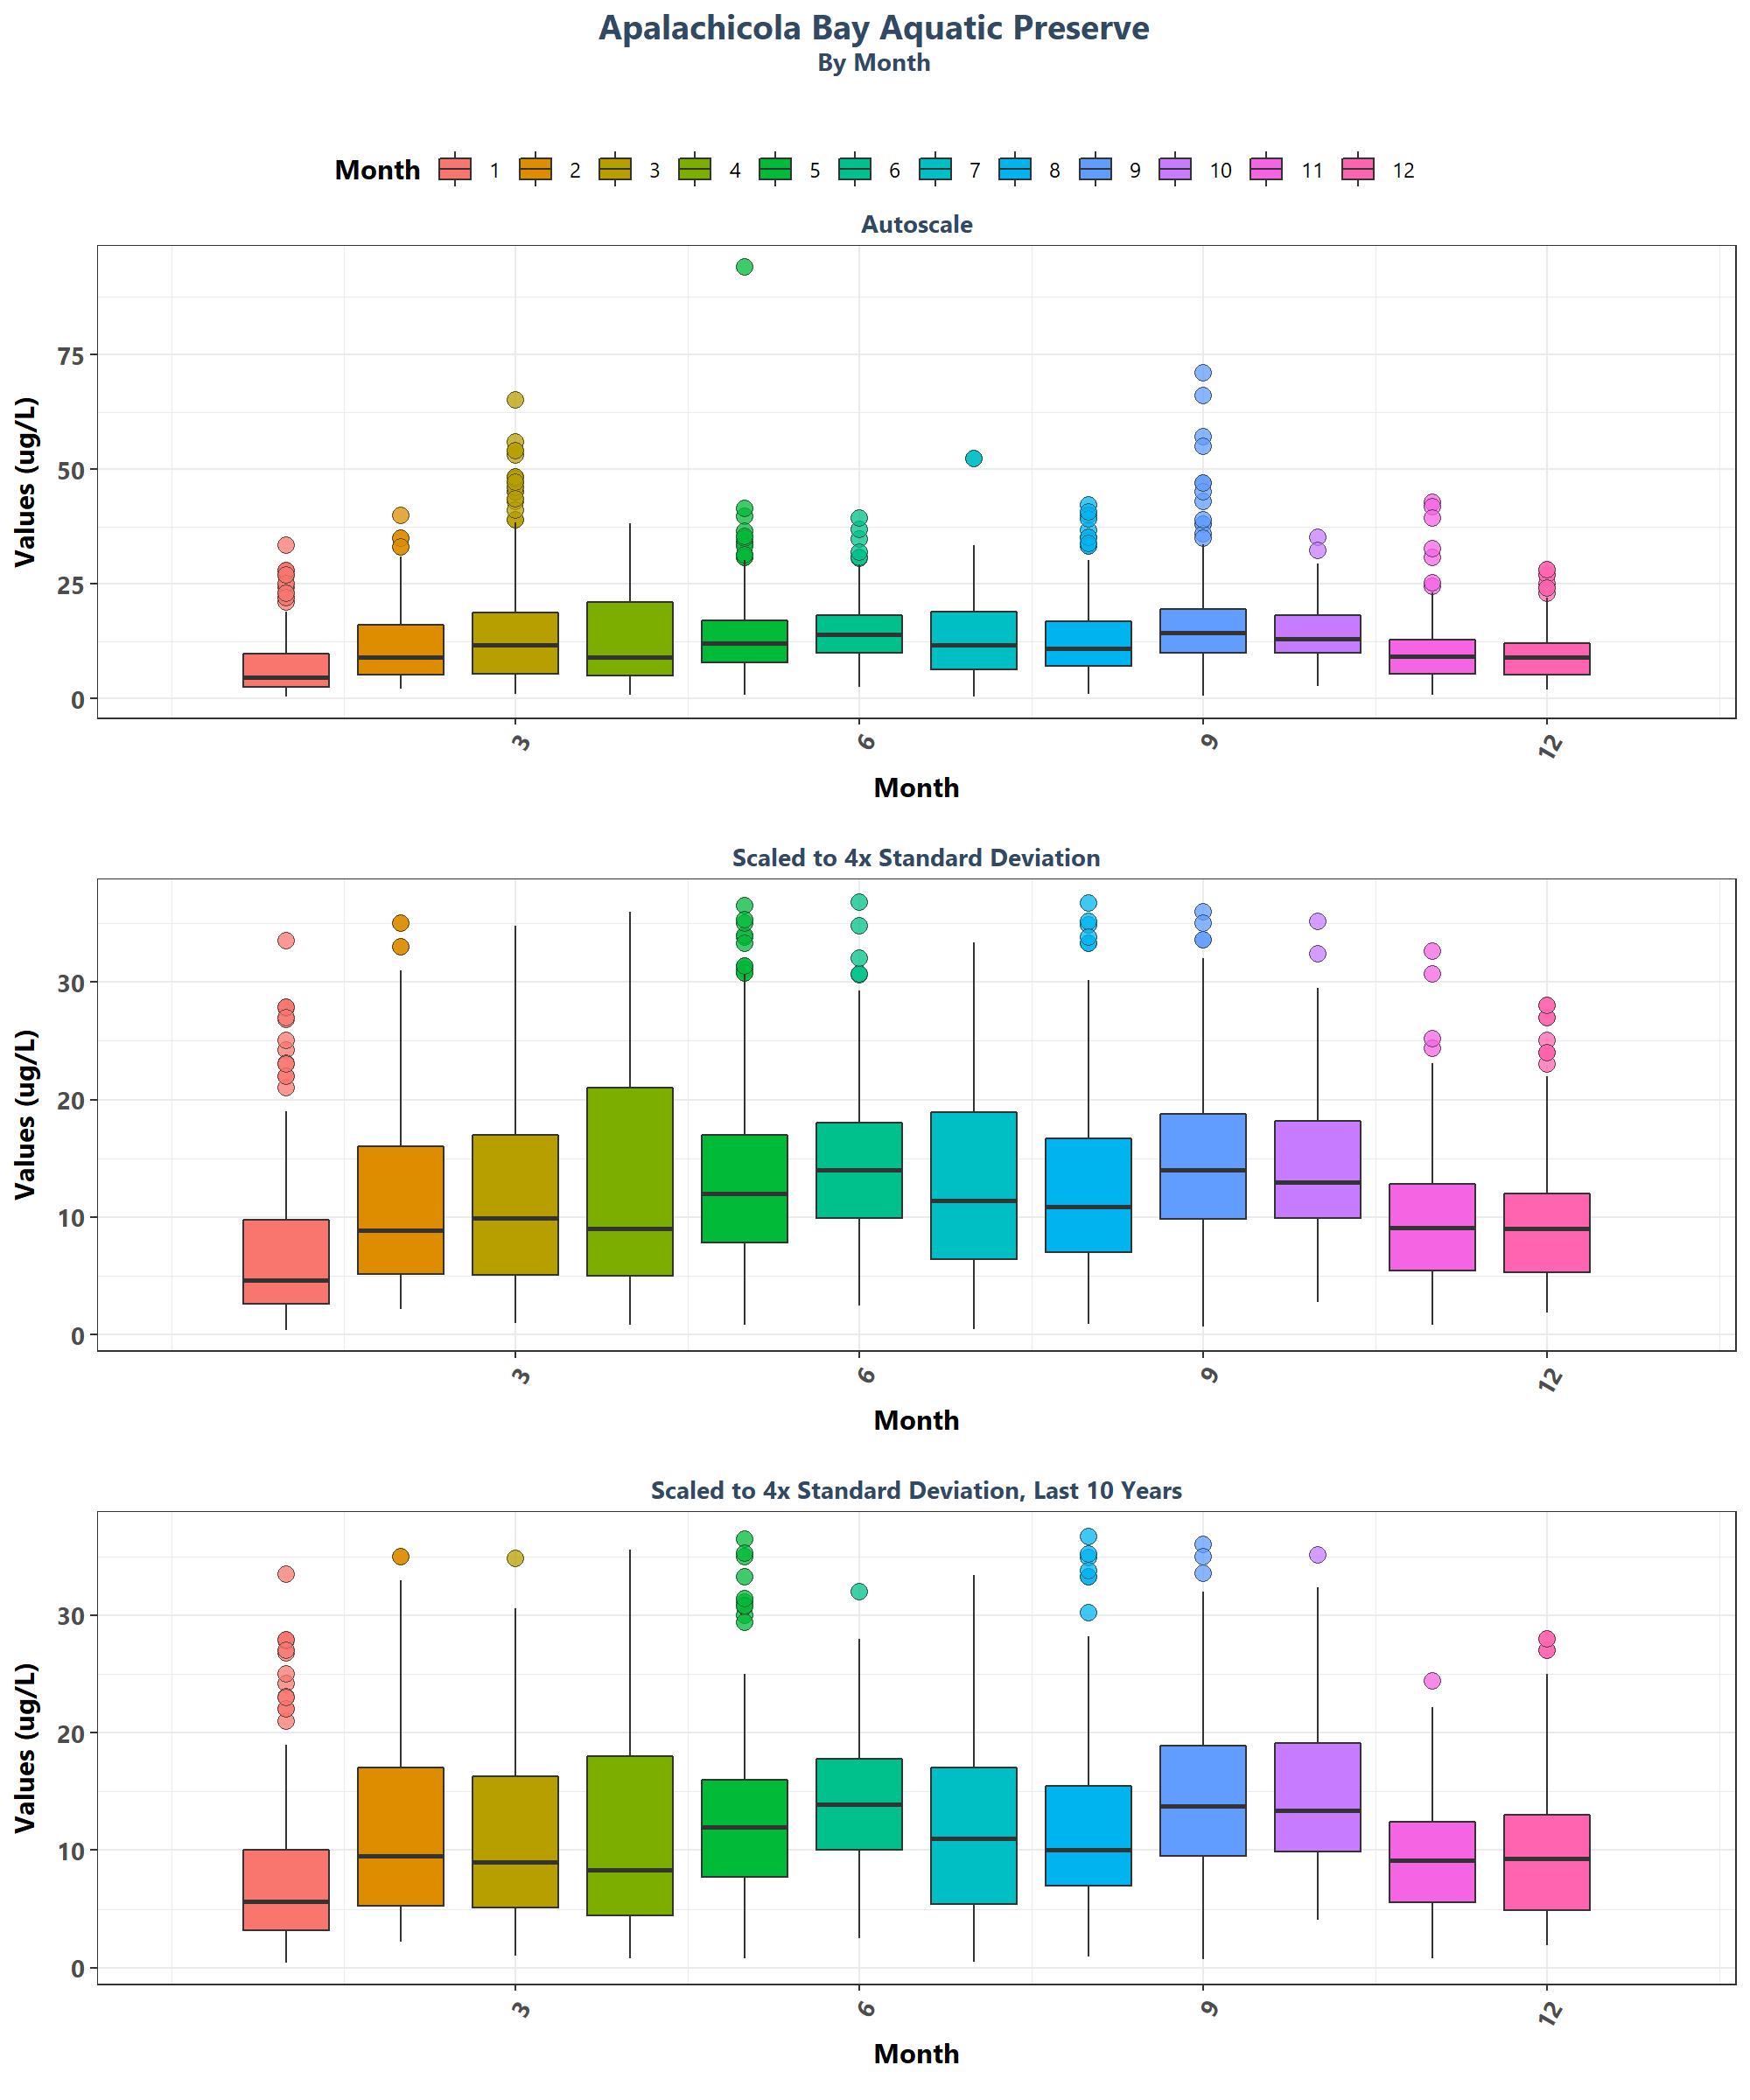 Apalachicola Bay Aquatic Preserve
By Month
Month 1 2 3 4 5 6 7 8 9 10 11 12
Autoscale
Values (ug/L)
75
50
25
0
3 6 9 12
Month
Scaled to 4x Standard Deviation
Values (ug/L)
30
20
10
0
3 6 9 12
Month
Scaled to 4x Standard Deviation, Last 10 Years
Values (ug/L)
30
20
10
0
3 6 9 12
Month